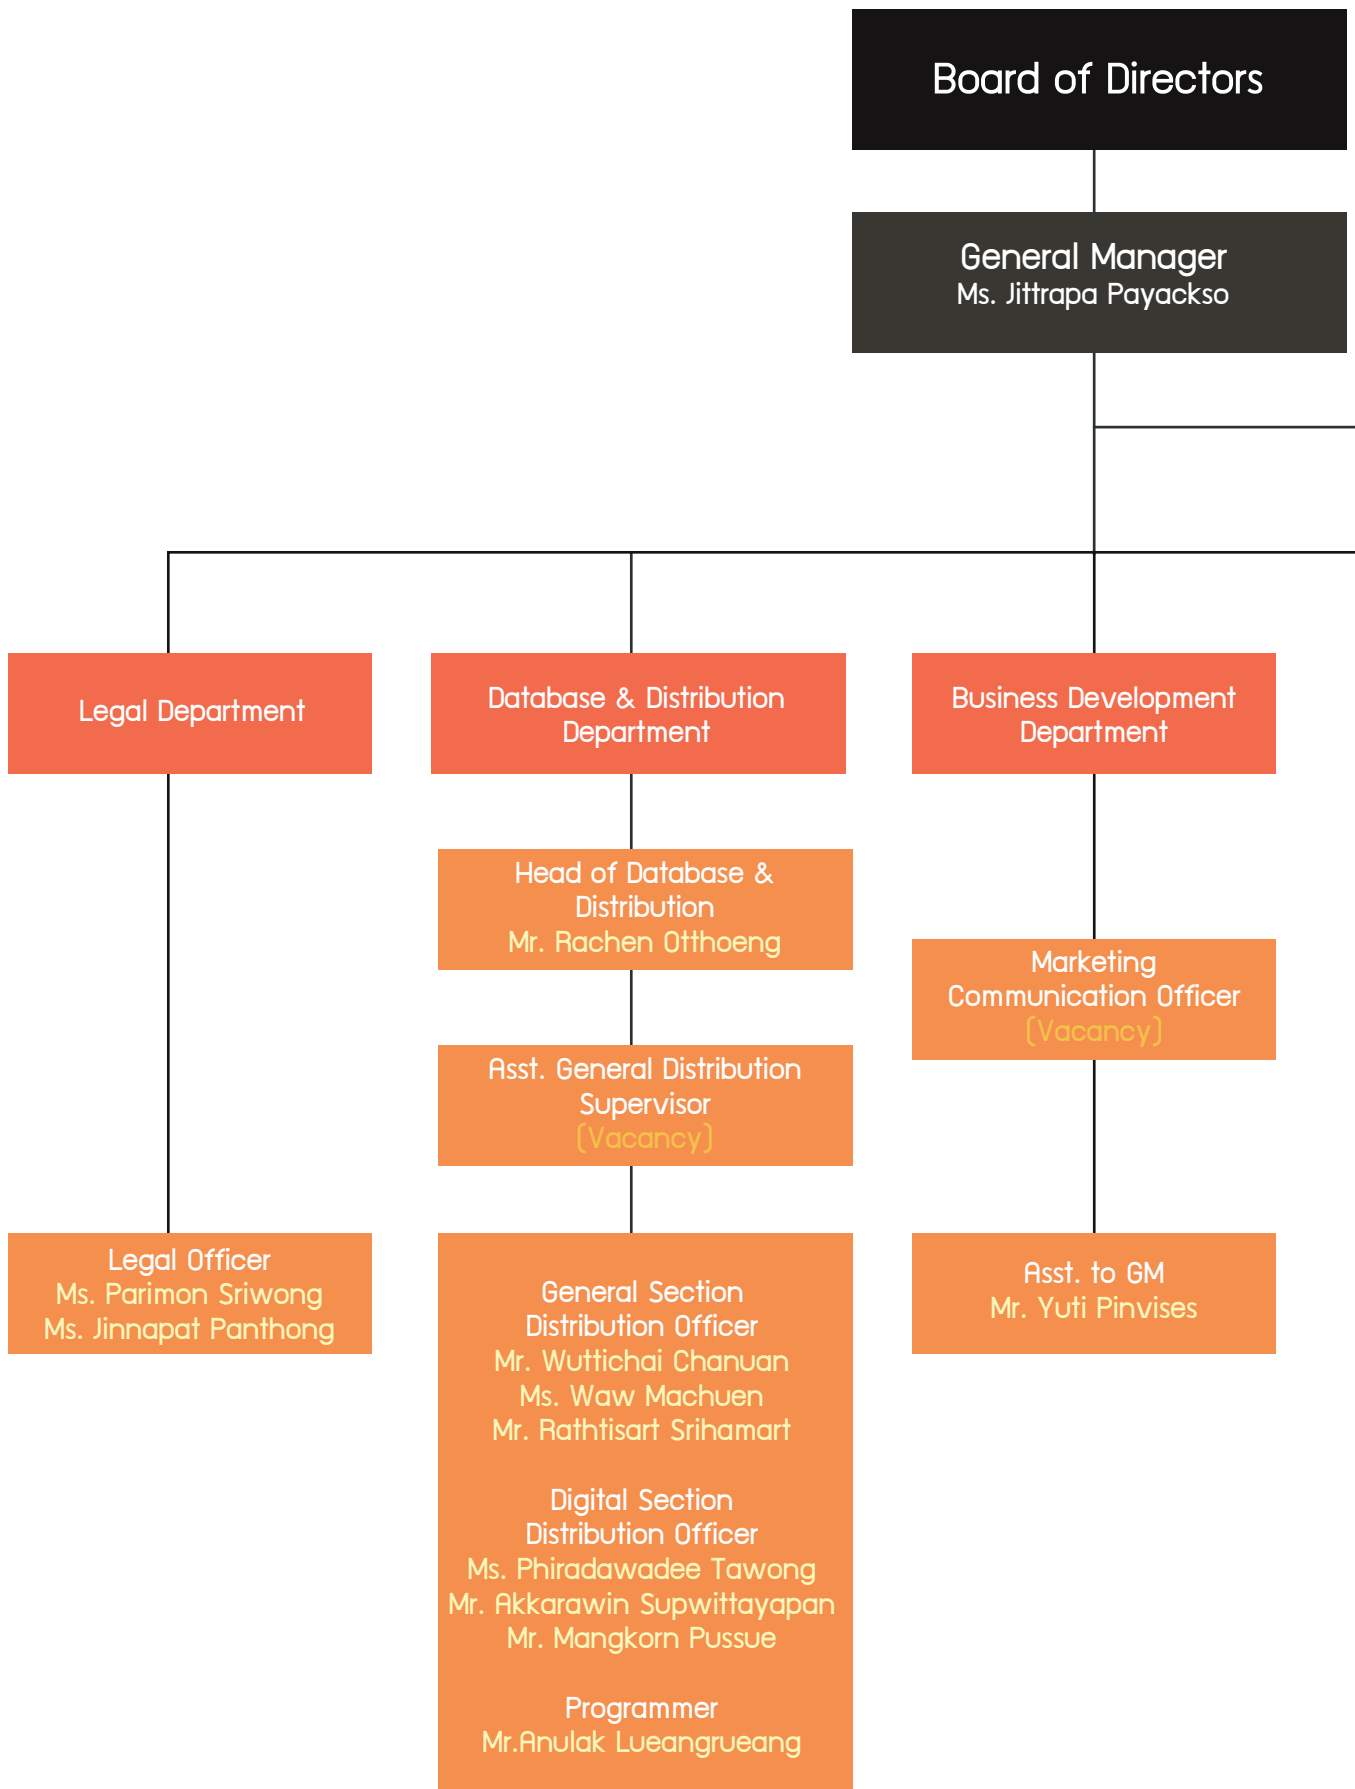 Board of Directors
General Manager
Ms. Jittrapa Payackso
Legal Department
Database & Distribution
Department
Business Development
Department
Head of Database &
Distribution
Mr. Rachen Otthoeng
Marketing
Communication Officer
(Vacancy)
Asst. General Distribution
Supervisor
(Vacancy)
Legal Officer
Ms. Parimon Sriwong
Ms. Jinnapat Panthong
General Section
Distribution Officer
Mr. Wuttichai Chanuan
Ms. Waw Machuen
Mr. Rathtisart Srihamart
Digital Section
Distribution Officer
Ms. Phiradawadee Tawong
Mr. Akkarawin Supwittayapan
Mr. Mangkorn Pussue
Programmer
Mr.Anulak Lueangrueang
Asst. to GM
Mr. Yuti Pinvises